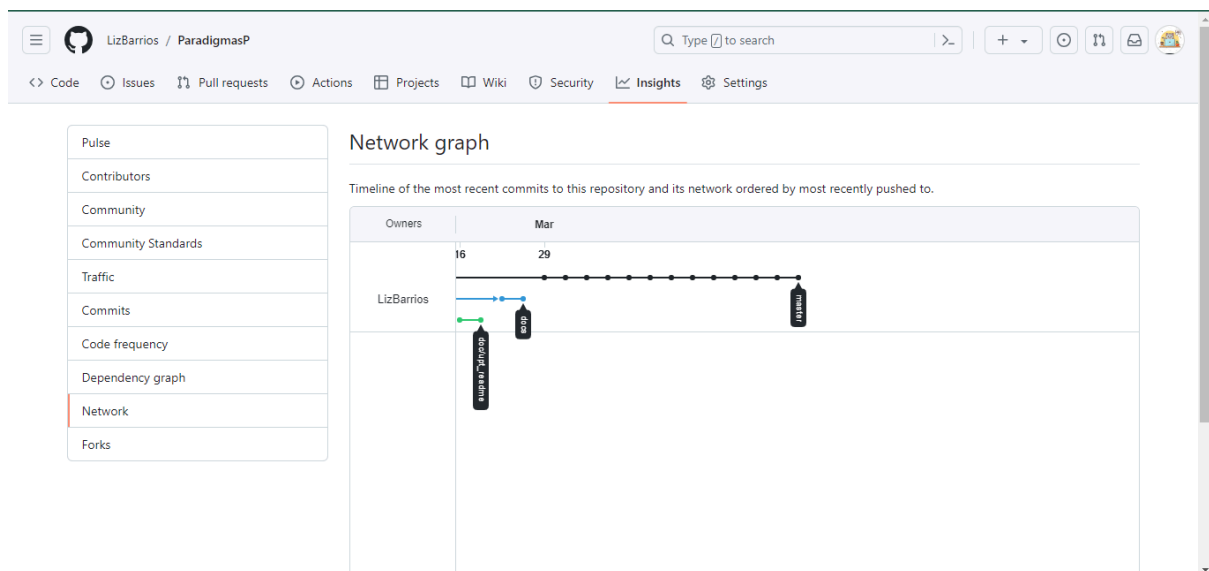 LizBarrios / ParadigmasP
Type / to search
<> Code Issues Pull requests Actions Projects Wiki Security Insights Settings
Pulse
Contributors
Community
Community Standards
Traffic
Commits
Code frequency
Dependency graph
Network
Forks
Network graph
Timeline of the most recent commits to this repository and its network ordered by most recently pushed to.
Owners Mar
16 29
LizBarrios
master
docs
doc/upt_readme